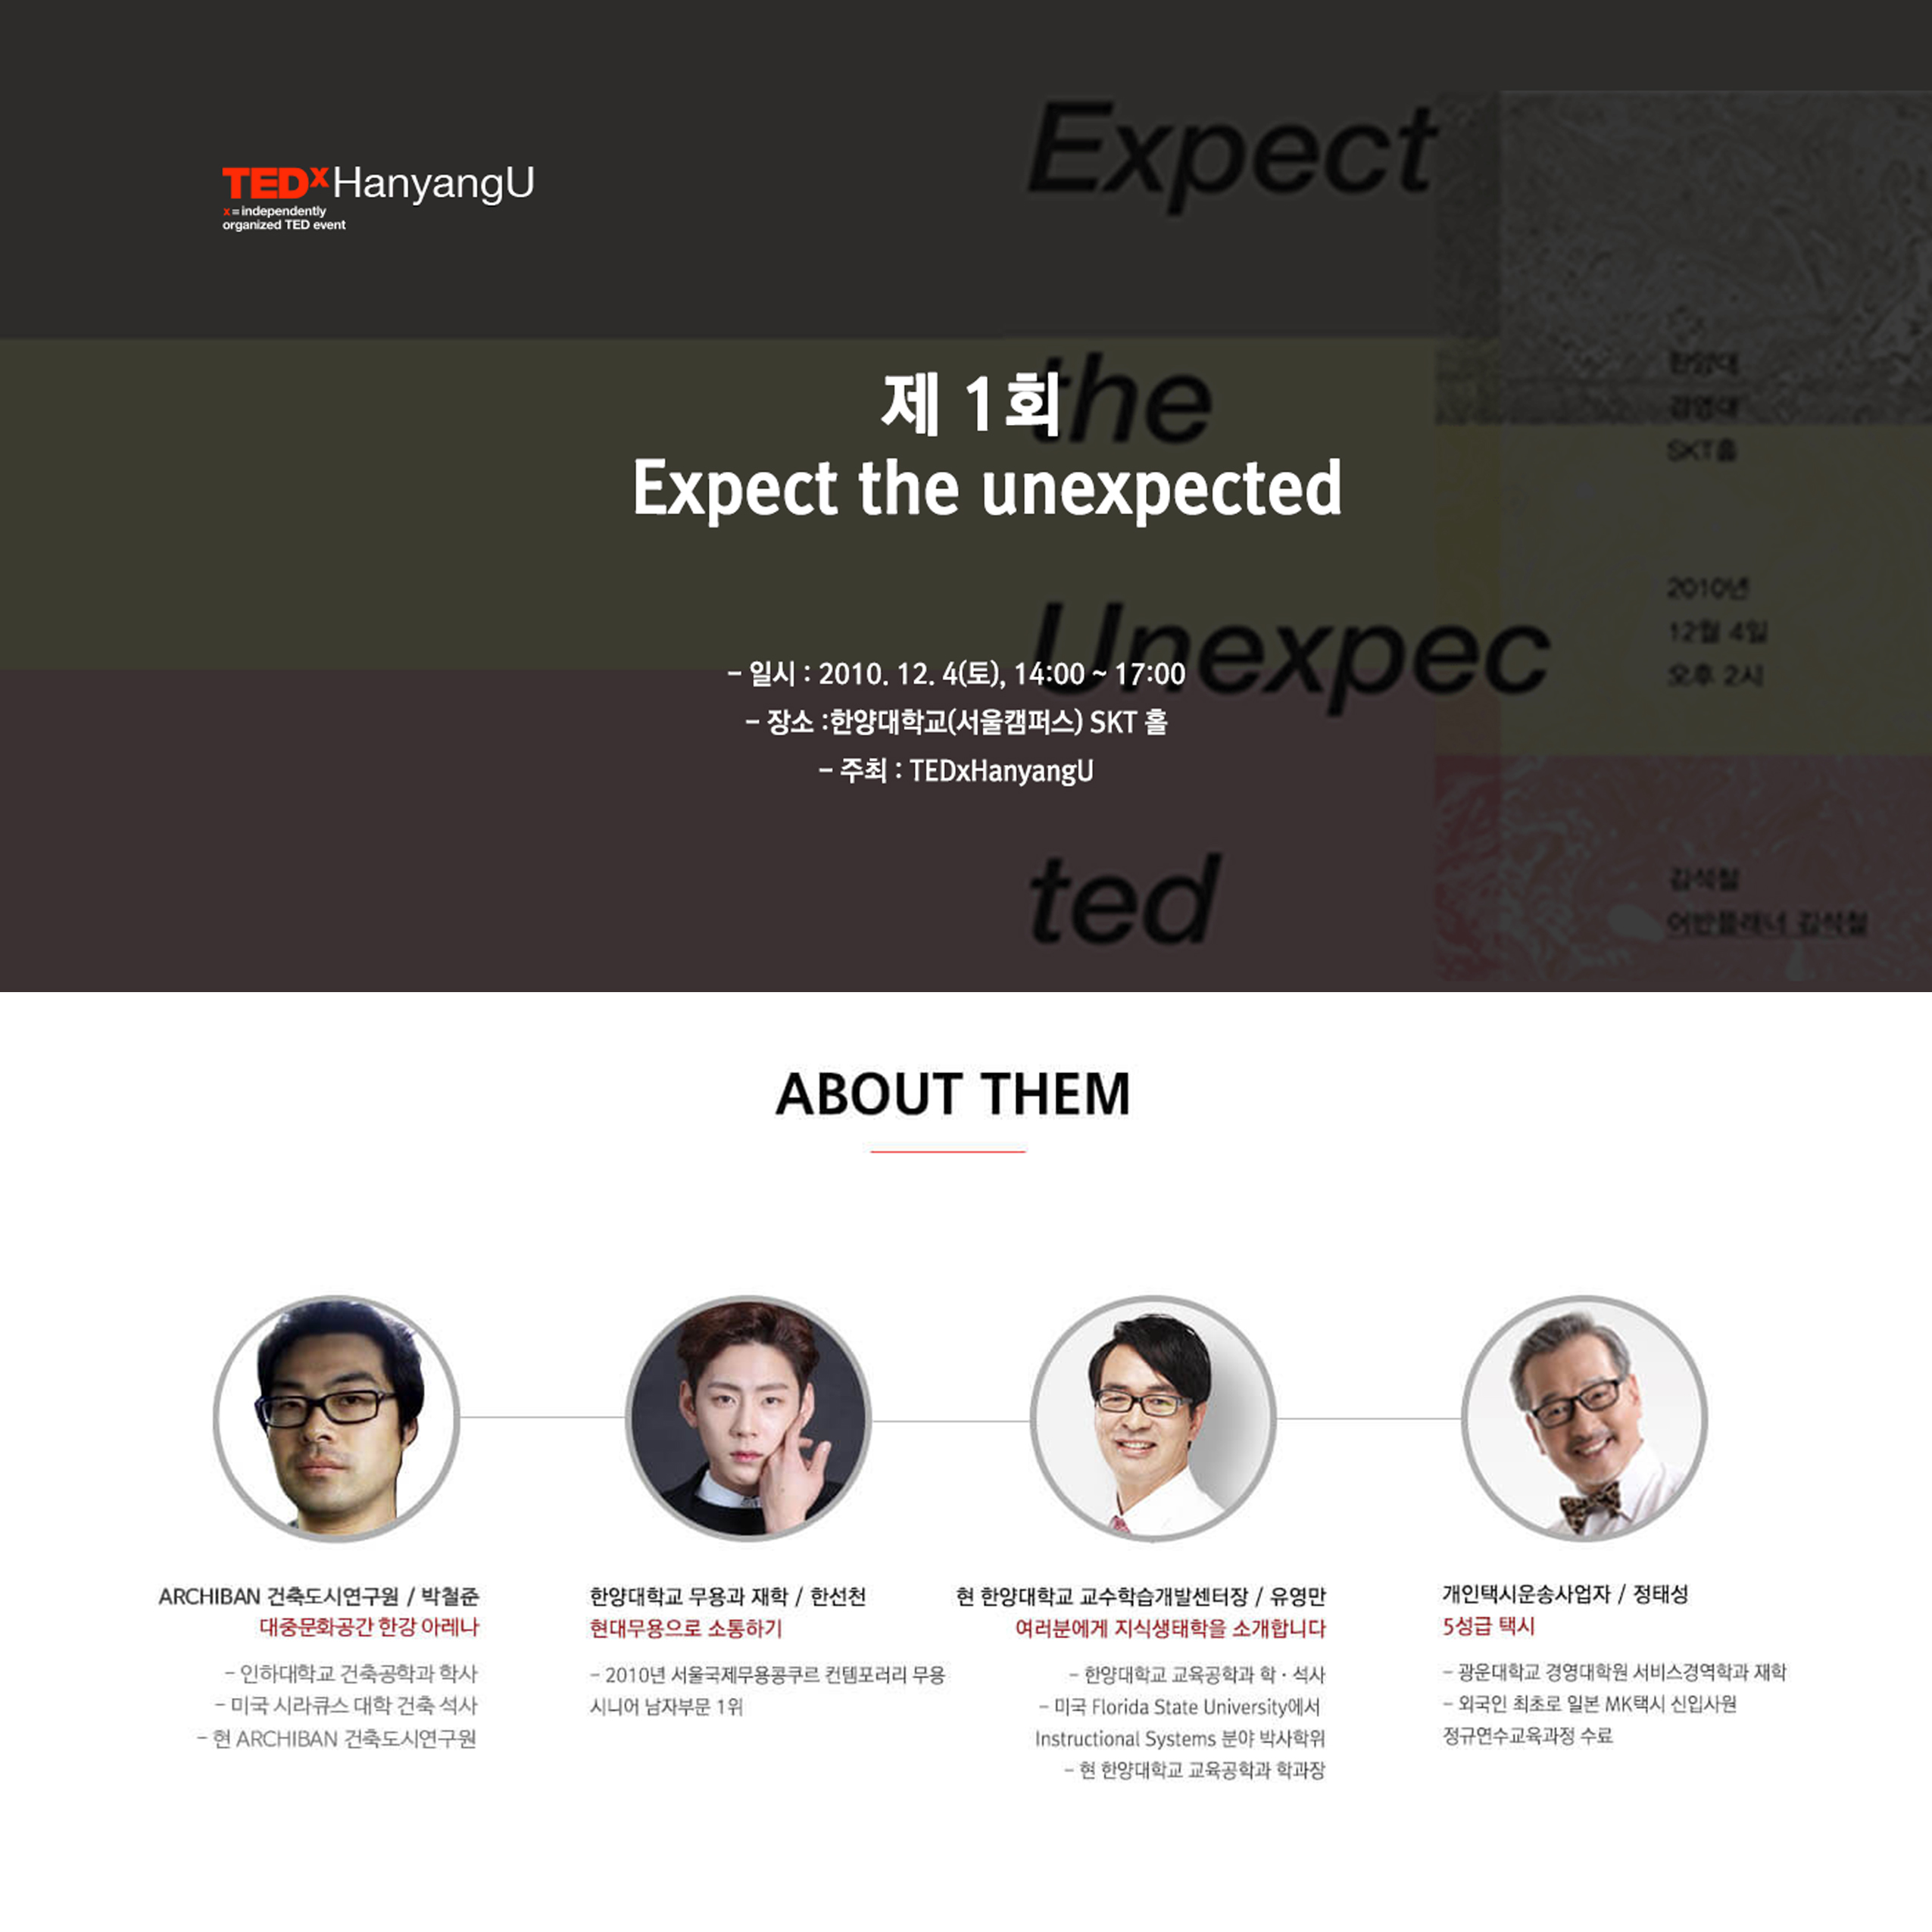 TEDxHanyangU
x = independently
organized TED event
Expect
the
Unexpec
ted
한양대
경영대
SKT홀
2010년
12월 4일
오후 2시
김석철
어반플래너 김석철
제 1회
Expect the unexpected
– 일시 : 2010. 12. 4(토), 14:00 ~ 17:00
– 장소 :한양대학교(서울캠퍼스) SKT 홀
– 주최 : TEDxHanyangU
ABOUT THEM
ARCHIBAN 건축도시연구원 / 박철준
대중문화공간 한강 아레나
– 인하대학교 건축공학과 학사
– 미국 시라큐스 대학 건축 석사
– 현 ARCHIBAN 건축도시연구원
한양대학교 무용과 재학 / 한선천
현대무용으로 소통하기
– 2010년 서울국제무용콩쿠르 컨템포러리 무용
시니어 남자부문 1위
현 한양대학교 교수학습개발센터장 / 유영만
여러분에게 지식생태학을 소개합니다
– 한양대학교 교육공학과 학 · 석사
– 미국 Florida State University에서
Instructional Systems 분야 박사학위
– 현 한양대학교 교육공학과 학과장
개인택시운송사업자 / 정태성
5성급 택시
– 광운대학교 경영대학원 서비스경역학과 재학
– 외국인 최초로 일본 MK택시 신입사원
정규연수교육과정 수료